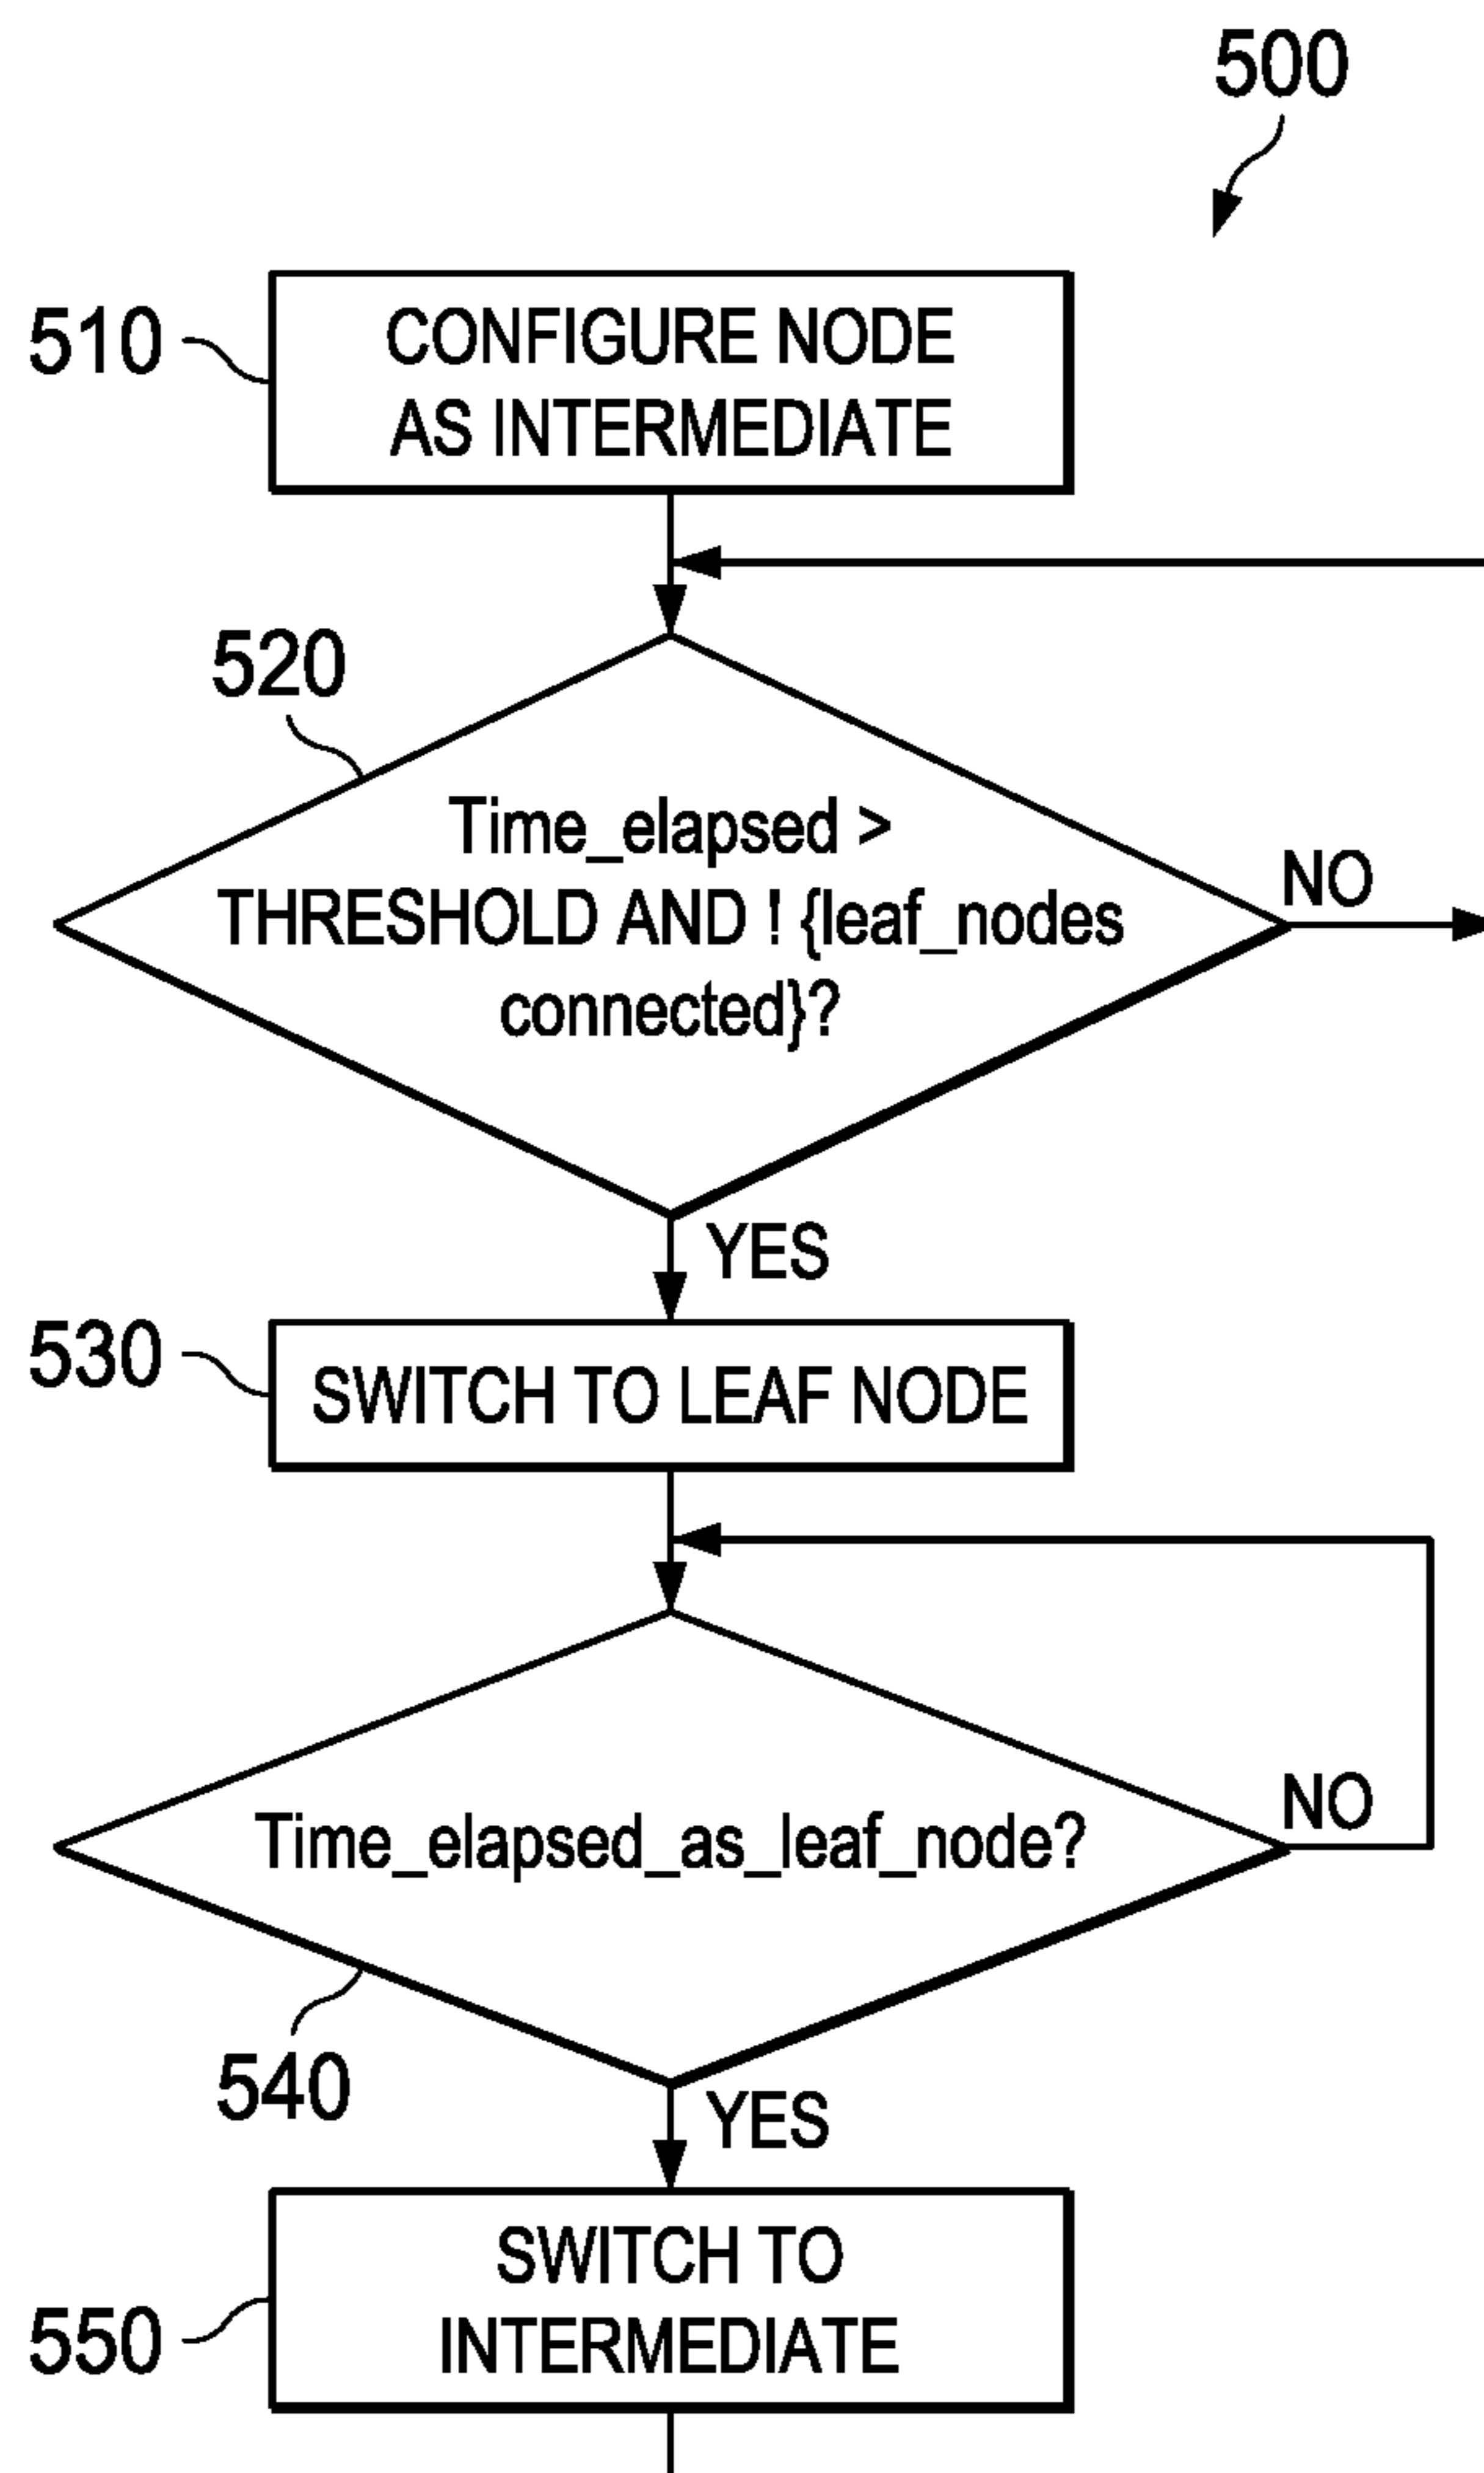 500
510
CONFIGURE NODE
AS INTERMEDIATE
520
Time_elapsed >
THRESHOLD AND ! {leaf_nodes
connected}?
NO
YES
530
SWITCH TO LEAF NODE
Time_elapsed_as_leaf_node?
NO
540
YES
550
SWITCH TO
INTERMEDIATE